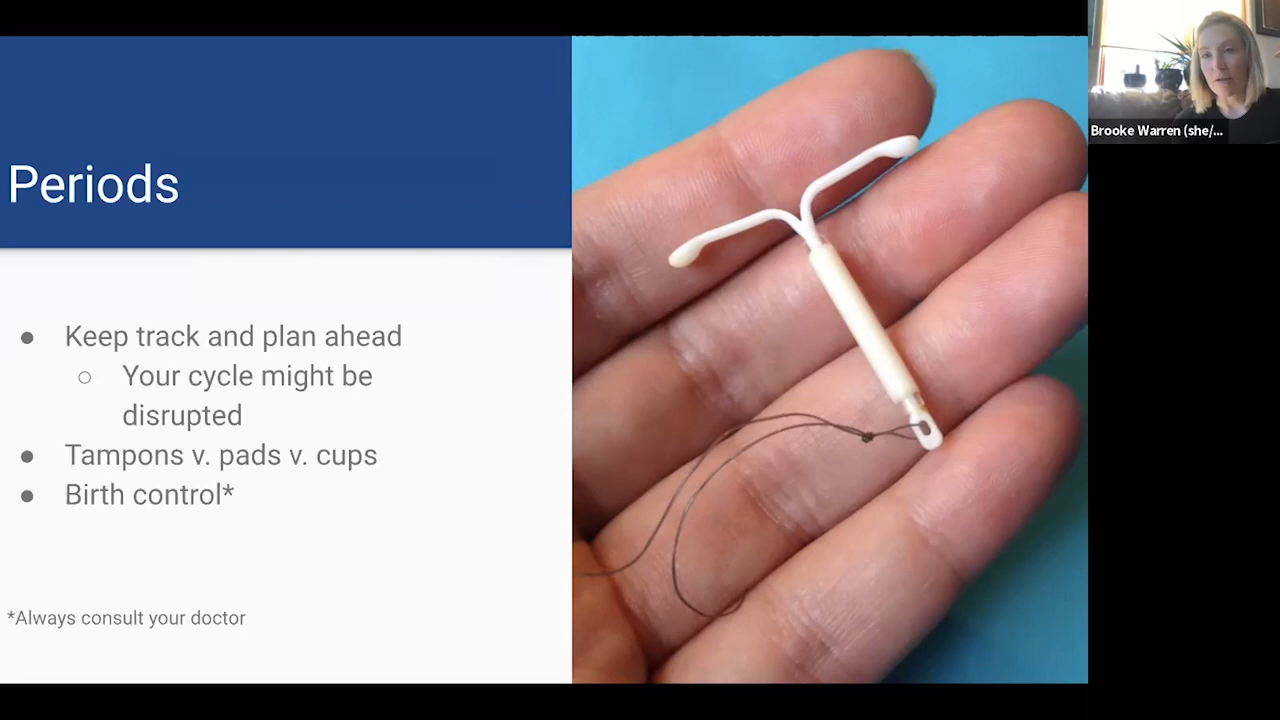 Periods
● Keep track and plan ahead
○ Your cycle might be
disrupted
● Tampons v. pads v. cups
● Birth control*
*Always consult your doctor
Brooke Warren (she/...